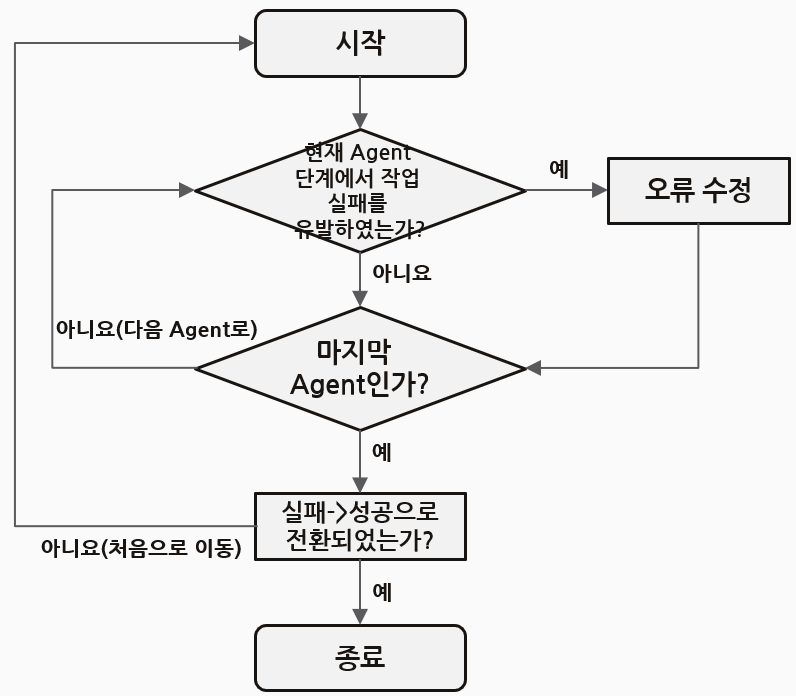 시작
현재 Agent
단계에서 작업
실패를
유발하였는가?
예
오류 수정
아니요
아니요(다음 Agent로)
마지막
Agent인가?
예
실패->성공으로
전환되었는가?
아니요(처음으로 이동)
예
종료